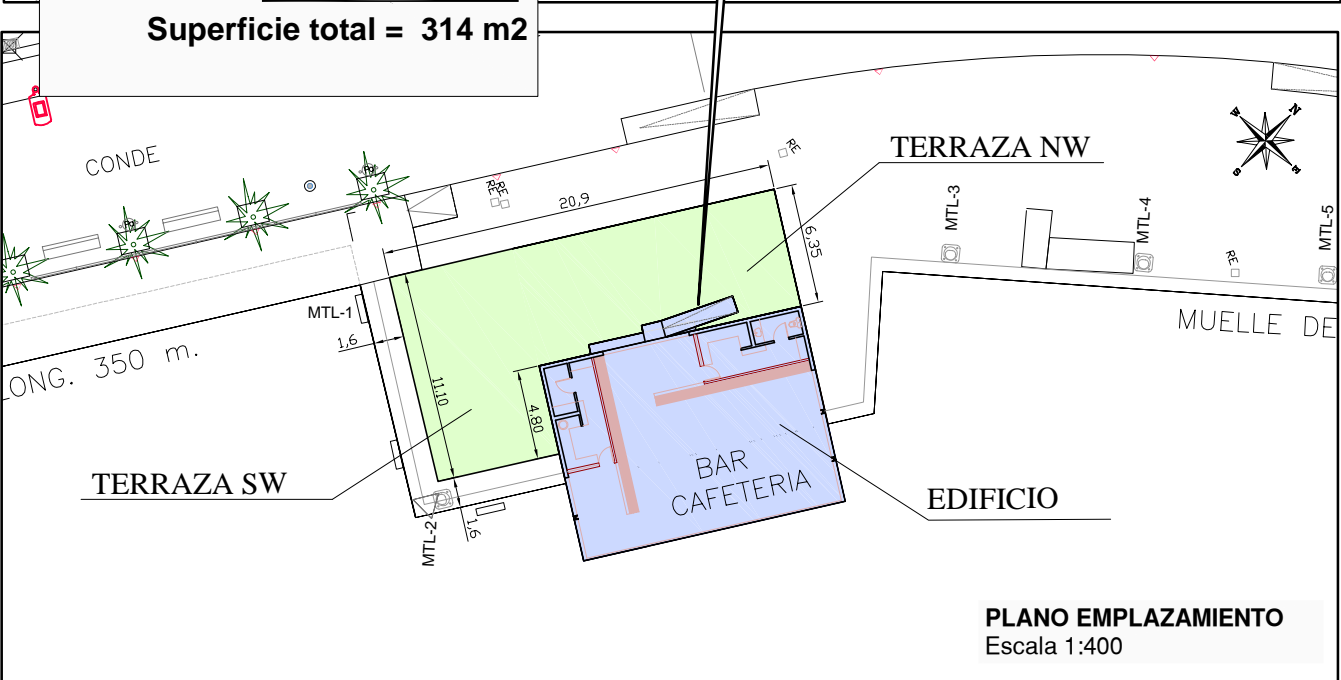 Superficie total = 314 m2
CONDE
TERRAZA NW
W
N
S
20,9
6,35
RE
RE
RE
RE
MTL-3
MTL-4
MTL-5
MTL-1
1,6
MUELLE DE
ONG. 350 m.
11,10
4.80
TERRAZA SW
BAR
CAFETERIA
EDIFICIO
MTL-2
1,6
PLANO EMPLAZAMIENTO
Escala 1:400